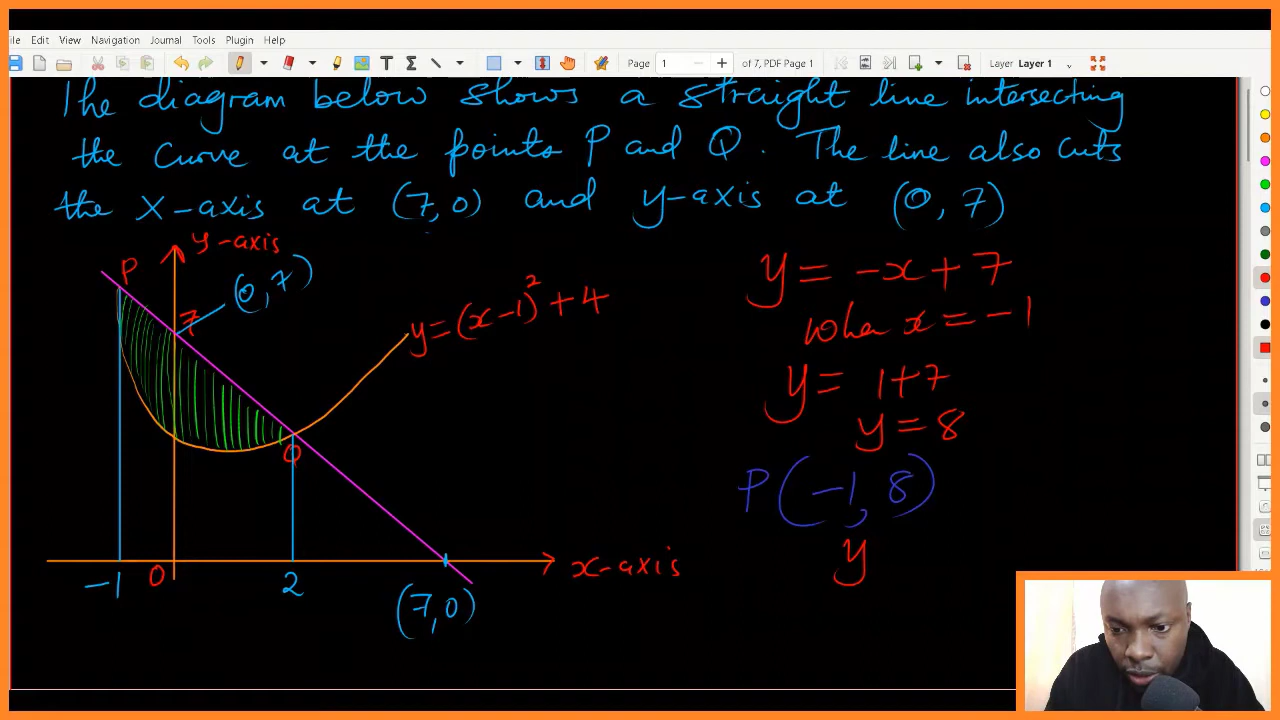 ile Edit View Navigation Journal Tools Plugin Help
Page 1 of 7, PDF Page 1 Layer Layer 1
The diagram below shows a straight line intersecting
the curve at the points P and Q. The line also cuts
the x-axis at (7,0) and y-axis at (0, 7)
y-axis
P
(0, 7)
7
y=(x-1)²+4
Q
-1
0
2
(7,0)
x-axis
y = -x+7
when x = -1
y = 1+7
y = 8
P(-1, 8)
y